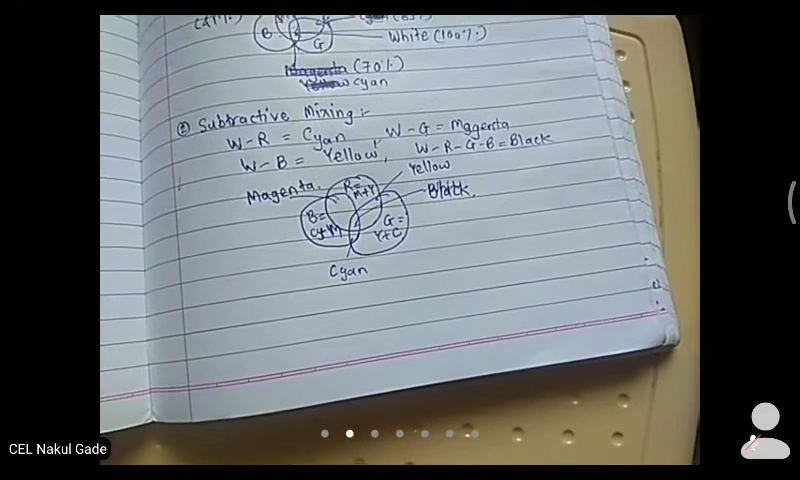 B
G
White (100%)
(70%)
cyan
② Subtractive Mixing :-
W-R = Cyan , W-G = Magenta
W-B = Yellow , W-R-G-B = Black
Yellow
Magenta.
R=
M+Y
Black.
B=
C+M
G=
Y+C
Cyan
CEL Nakul Gade